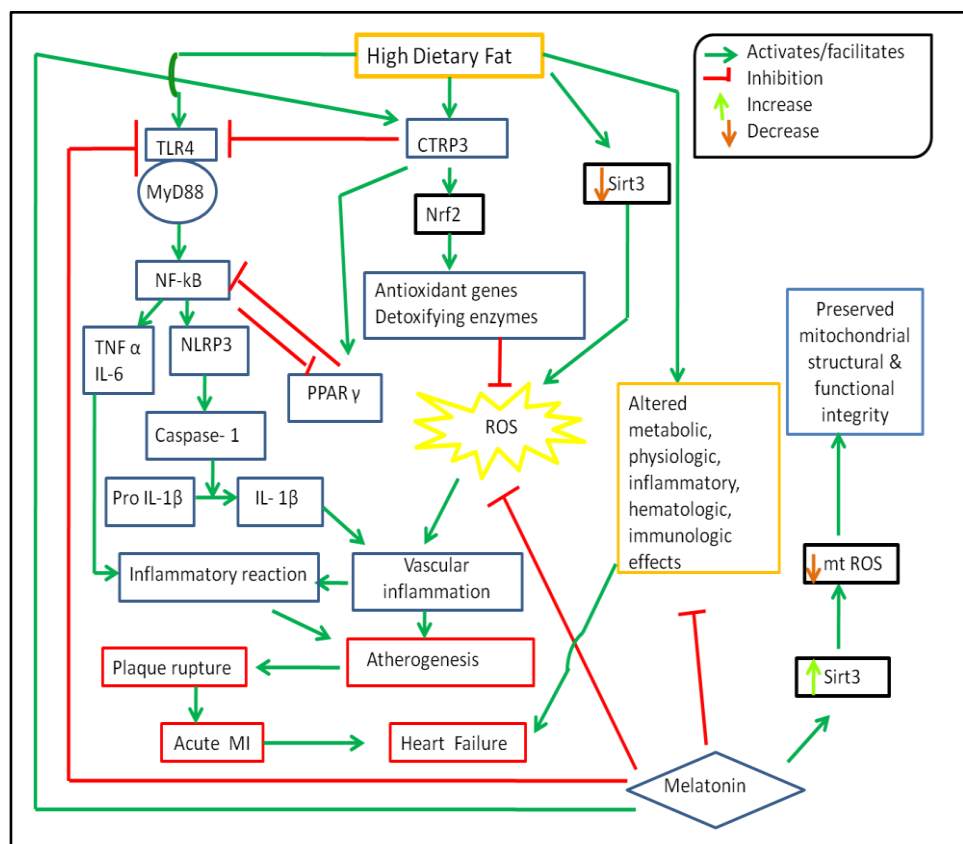 High Dietary Fat
Activates/facilitates
Inhibition
Increase
Decrease
TLR4
MyD88
CTRP3
Sirt3
Nrf2
NF-kB
Antioxidant genes
Detoxifying enzymes
Preserved
mitochondrial
structural &
functional
integrity
TNF α
IL-6
NLRP3
PPAR γ
ROS
Altered
metabolic,
physiologic,
inflammatory,
hematologic,
immunologic
effects
Caspase- 1
Pro IL-1β
IL- 1β
Inflammatory reaction
Vascular
inflammation
mt ROS
Atherogenesis
Plaque rupture
Sirt3
Acute MI
Heart Failure
Melatonin